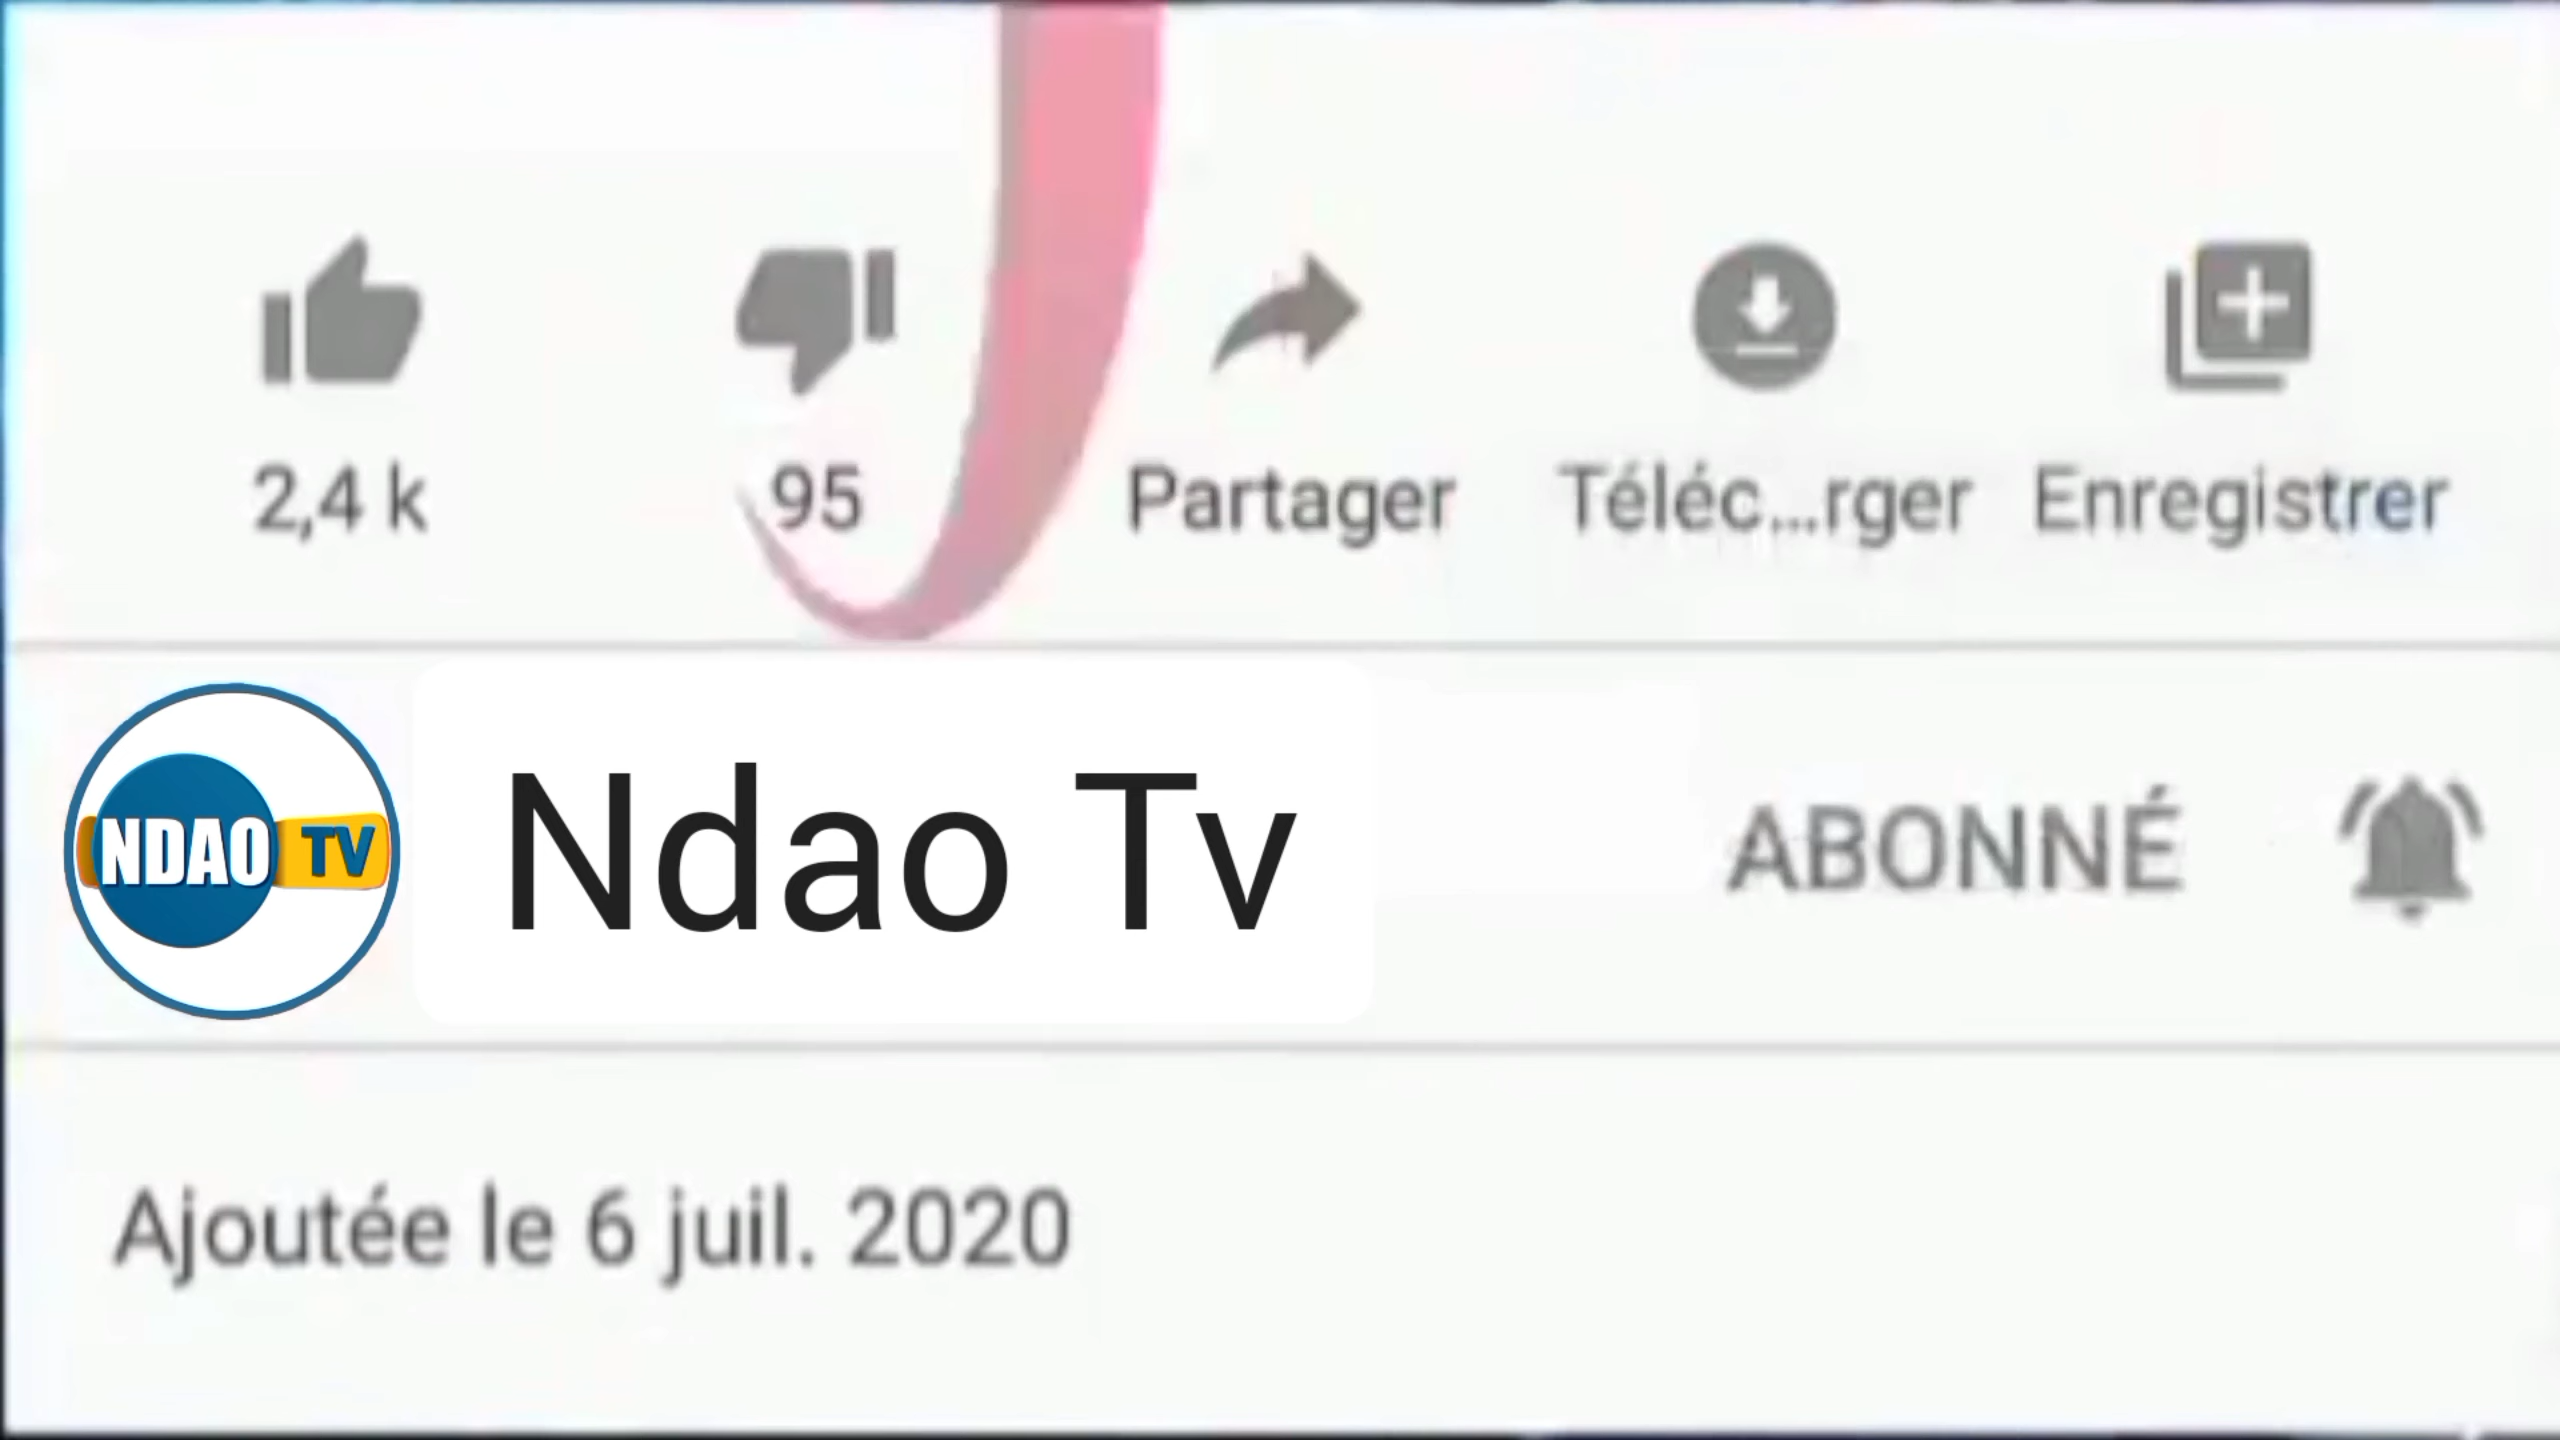 2,4 k 95 Partager Téléc...rger Enregistrer
NDAO TV
Ndao Tv
ABONNÉ
Ajoutée le 6 juil. 2020